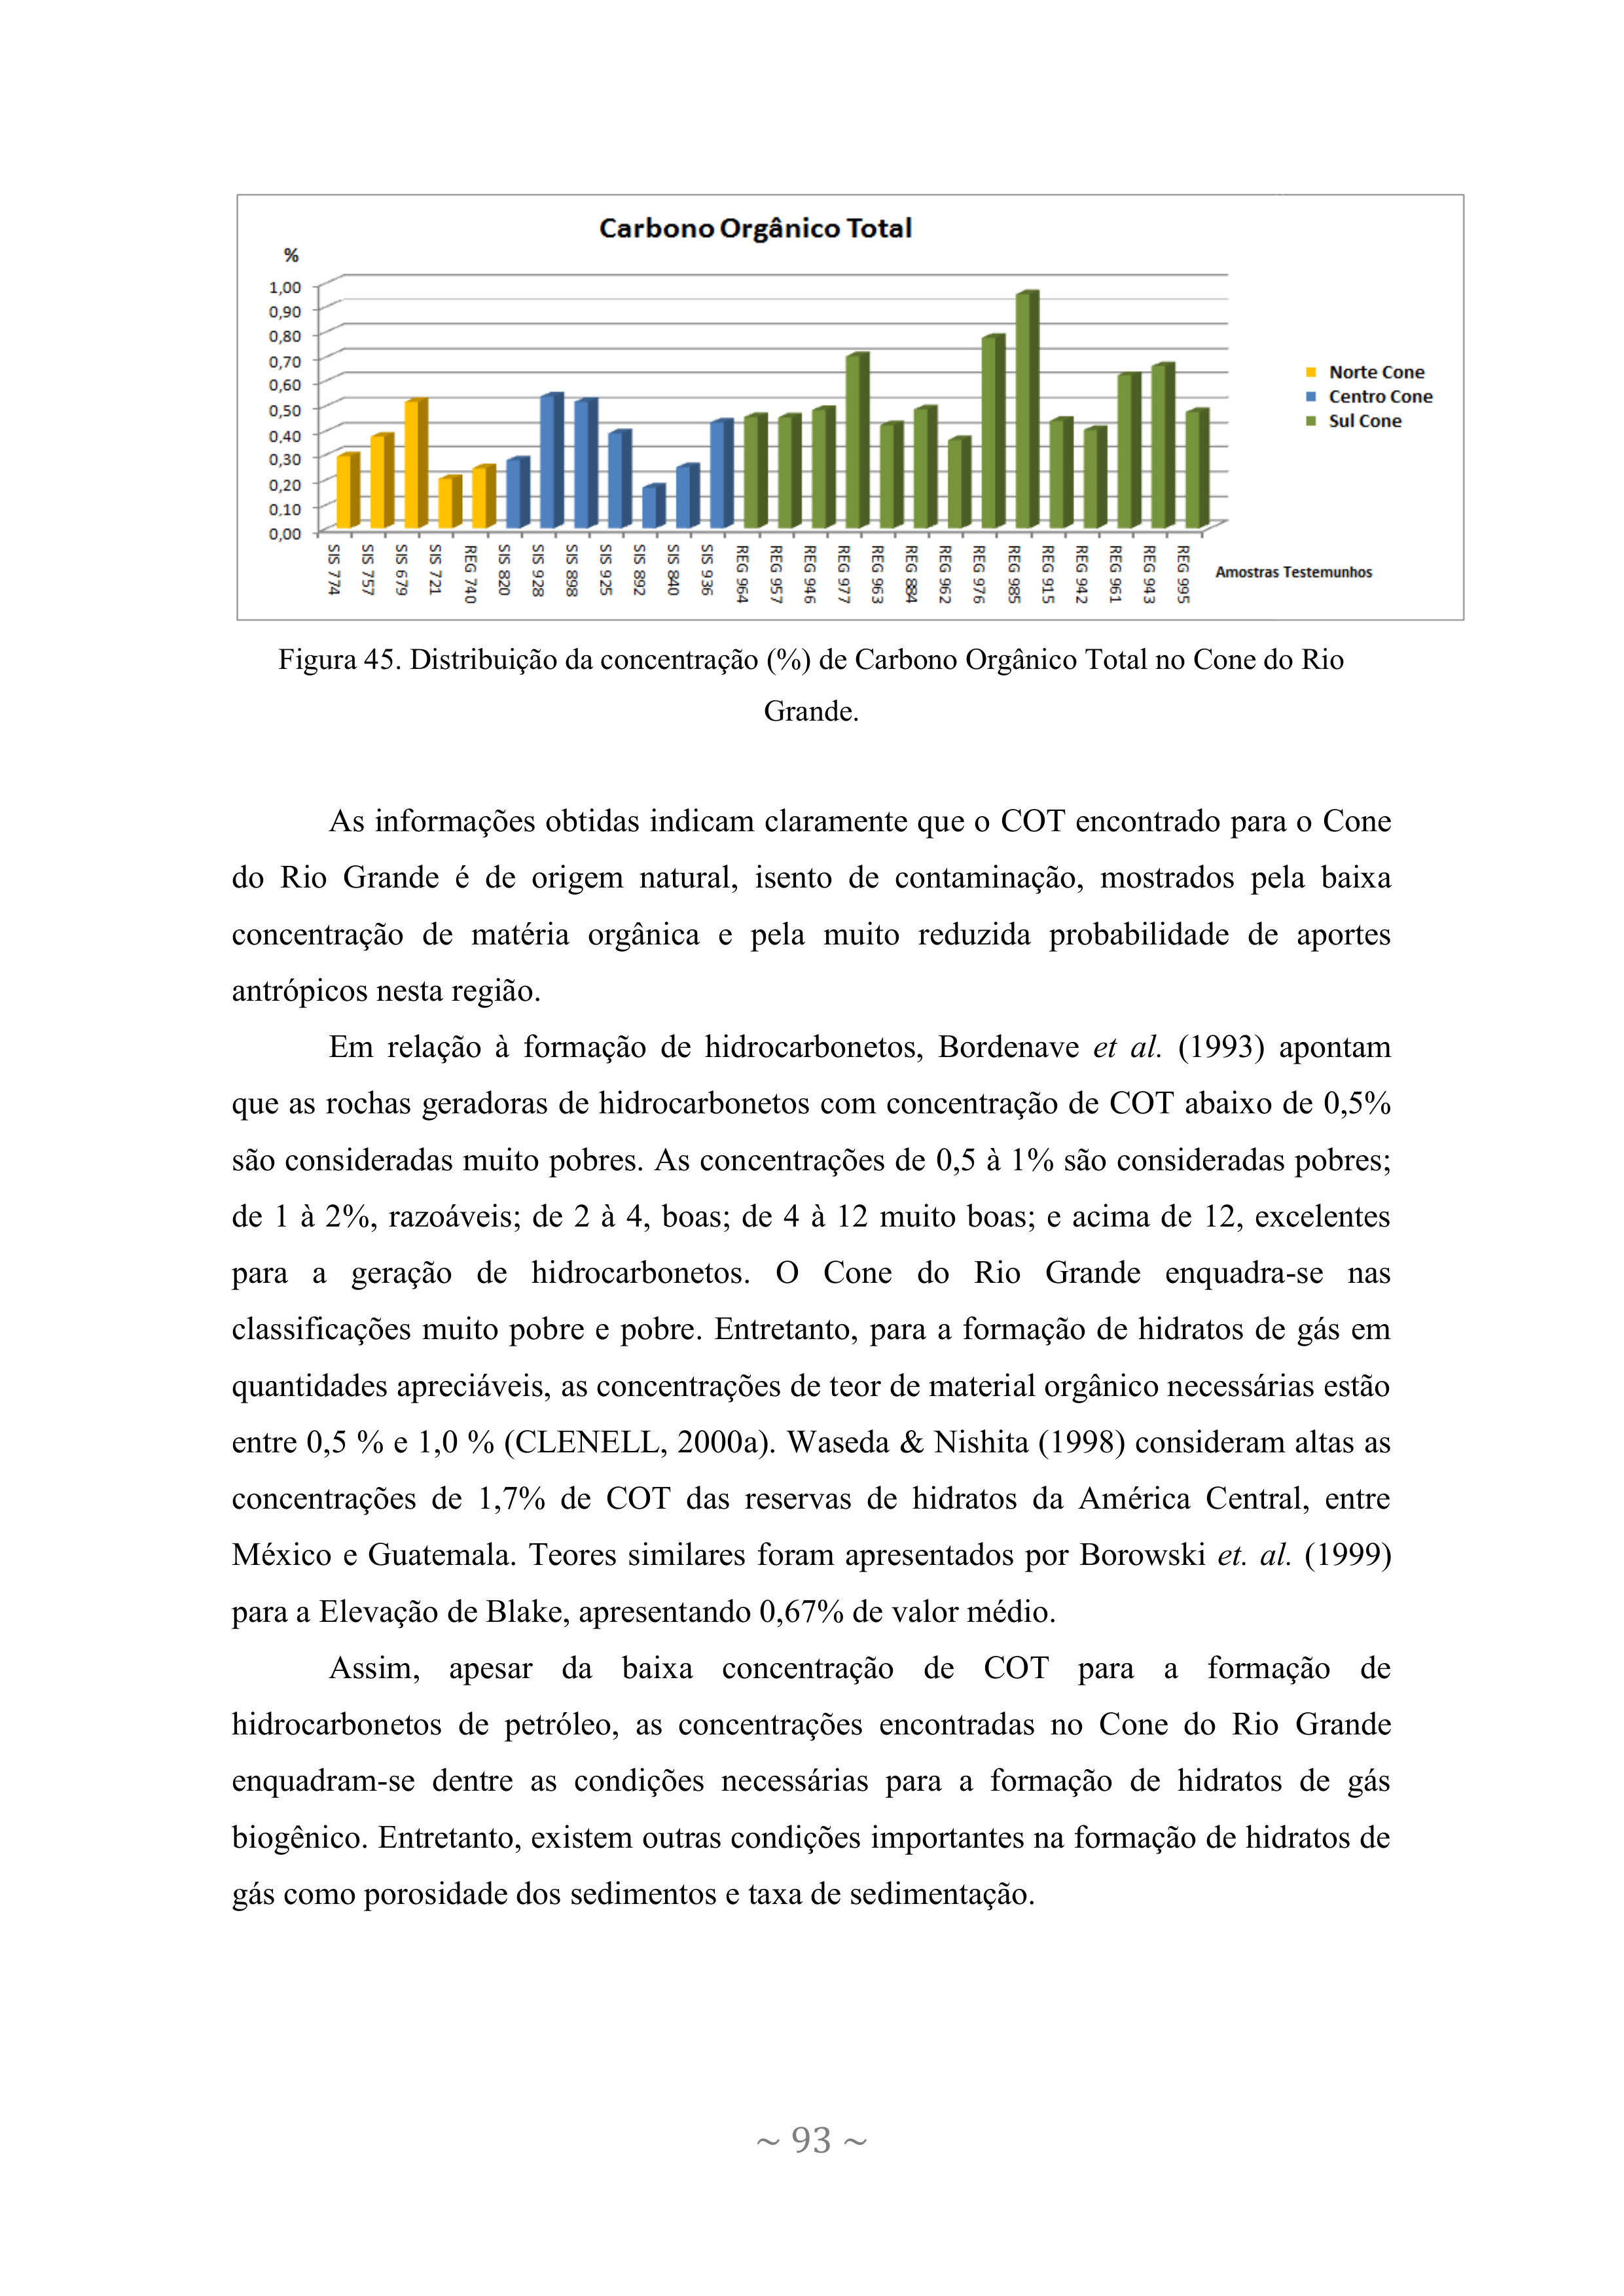 Carbono Orgânico Total
%
1,00
0,90
0,80
0,70
0,60
0,50
0,40
0,30
0,20
0,10
0,00
SIS 774
SIS 757
SIS 679
SIS 721
REG 740
SIS 820
SIS 928
SIS 898
SIS 925
SIS 892
SIS 840
SIS 936
REG 964
REG 957
REG 946
REG 977
REG 963
REG 884
REG 962
REG 976
REG 985
REG 915
REG 942
REG 961
REG 943
REG 995
Amostras Testemunhos
Norte Cone
Centro Cone
Sul Cone
Figura 45. Distribuição da concentração (%) de Carbono Orgânico Total no Cone do Rio
Grande.
As informações obtidas indicam claramente que o COT encontrado para o Cone
do Rio Grande é de origem natural, isento de contaminação, mostrados pela baixa
concentração de matéria orgânica e pela muito reduzida probabilidade de aportes
antrópicos nesta região.
Em relação à formação de hidrocarbonetos, Bordenave et al. (1993) apontam
que as rochas geradoras de hidrocarbonetos com concentração de COT abaixo de 0,5%
são consideradas muito pobres. As concentrações de 0,5 à 1% são consideradas pobres;
de 1 à 2%, razoáveis; de 2 à 4, boas; de 4 à 12 muito boas; e acima de 12, excelentes
para a geração de hidrocarbonetos. O Cone do Rio Grande enquadra-se nas
classificações muito pobre e pobre. Entretanto, para a formação de hidratos de gás em
quantidades apreciáveis, as concentrações de teor de material orgânico necessárias estão
entre 0,5 % e 1,0 % (CLENELL, 2000a). Waseda & Nishita (1998) consideram altas as
concentrações de 1,7% de COT das reservas de hidratos da América Central, entre
México e Guatemala. Teores similares foram apresentados por Borowski et. al. (1999)
para a Elevação de Blake, apresentando 0,67% de valor médio.
Assim, apesar da baixa concentração de COT para a formação de
hidrocarbonetos de petróleo, as concentrações encontradas no Cone do Rio Grande
enquadram-se dentre as condições necessárias para a formação de hidratos de gás
biogênico. Entretanto, existem outras condições importantes na formação de hidratos de
gás como porosidade dos sedimentos e taxa de sedimentação.
~ 93 ~